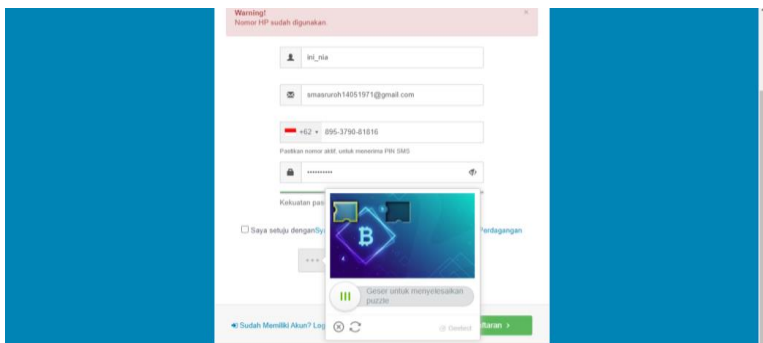 Warning!
Nomor HP sudah digunakan.
×
ini_nia
smasruroh14051971@gmail.com
+62 895-3790-81816
Pastikan nomor aktif, untuk menerima PIN SMS
··········
Kekuatan pas
Saya setuju denganSya
Perdagangan
Geser untuk menyelesaikan
puzzle
Geetest
Sudah Memiliki Akun? Log
ftaran >